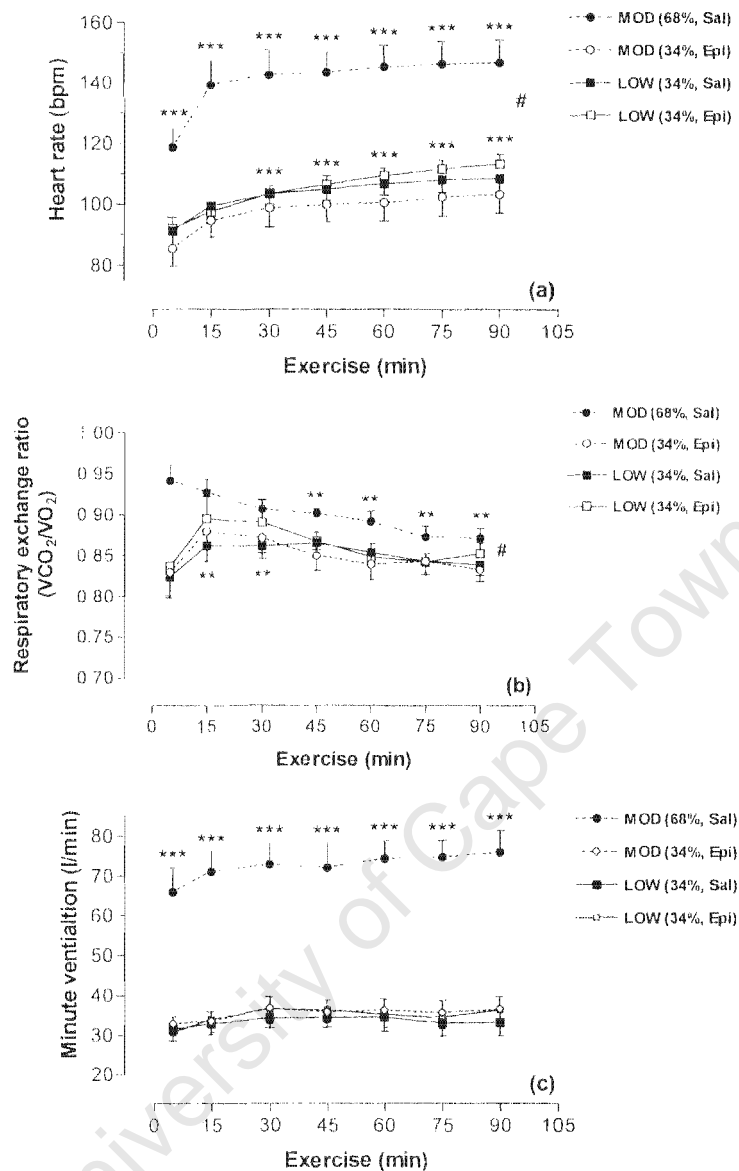 160
140
120
100
80
Heart rate (bpm)
***
***
***
***
***
***
***
#
***
***
***
***
***
MOD (68%, Sal)
MOD (34%, Epi)
LOW (34%, Sal)
LOW (34%, Epi)
(a)
0 15 30 45 60 75 90 105
Exercise (min)
1 00
0 95
0 90
0 85
0 80
0.75
0 70
Respiratory exchange ratio
(VCO2/VO2)
**
**
**
**
#
**
**
MOD (68%, Sal)
MOD (34%, Epi)
LOW (34%, Sal)
LOW (34%, Epi)
(b)
0 15 30 45 60 75 90 105
Exercise (min)
80
70
60
50
40
30
20
Minute ventialtion (l/min)
***
***
***
***
***
***
***
MOD (68%, Sal)
MOD (34%, Epi)
LOW (34%, Sal)
LOW (34%, Epi)
(c)
0 15 30 45 60 75 90 105
Exercise (min)
University of Cape Town